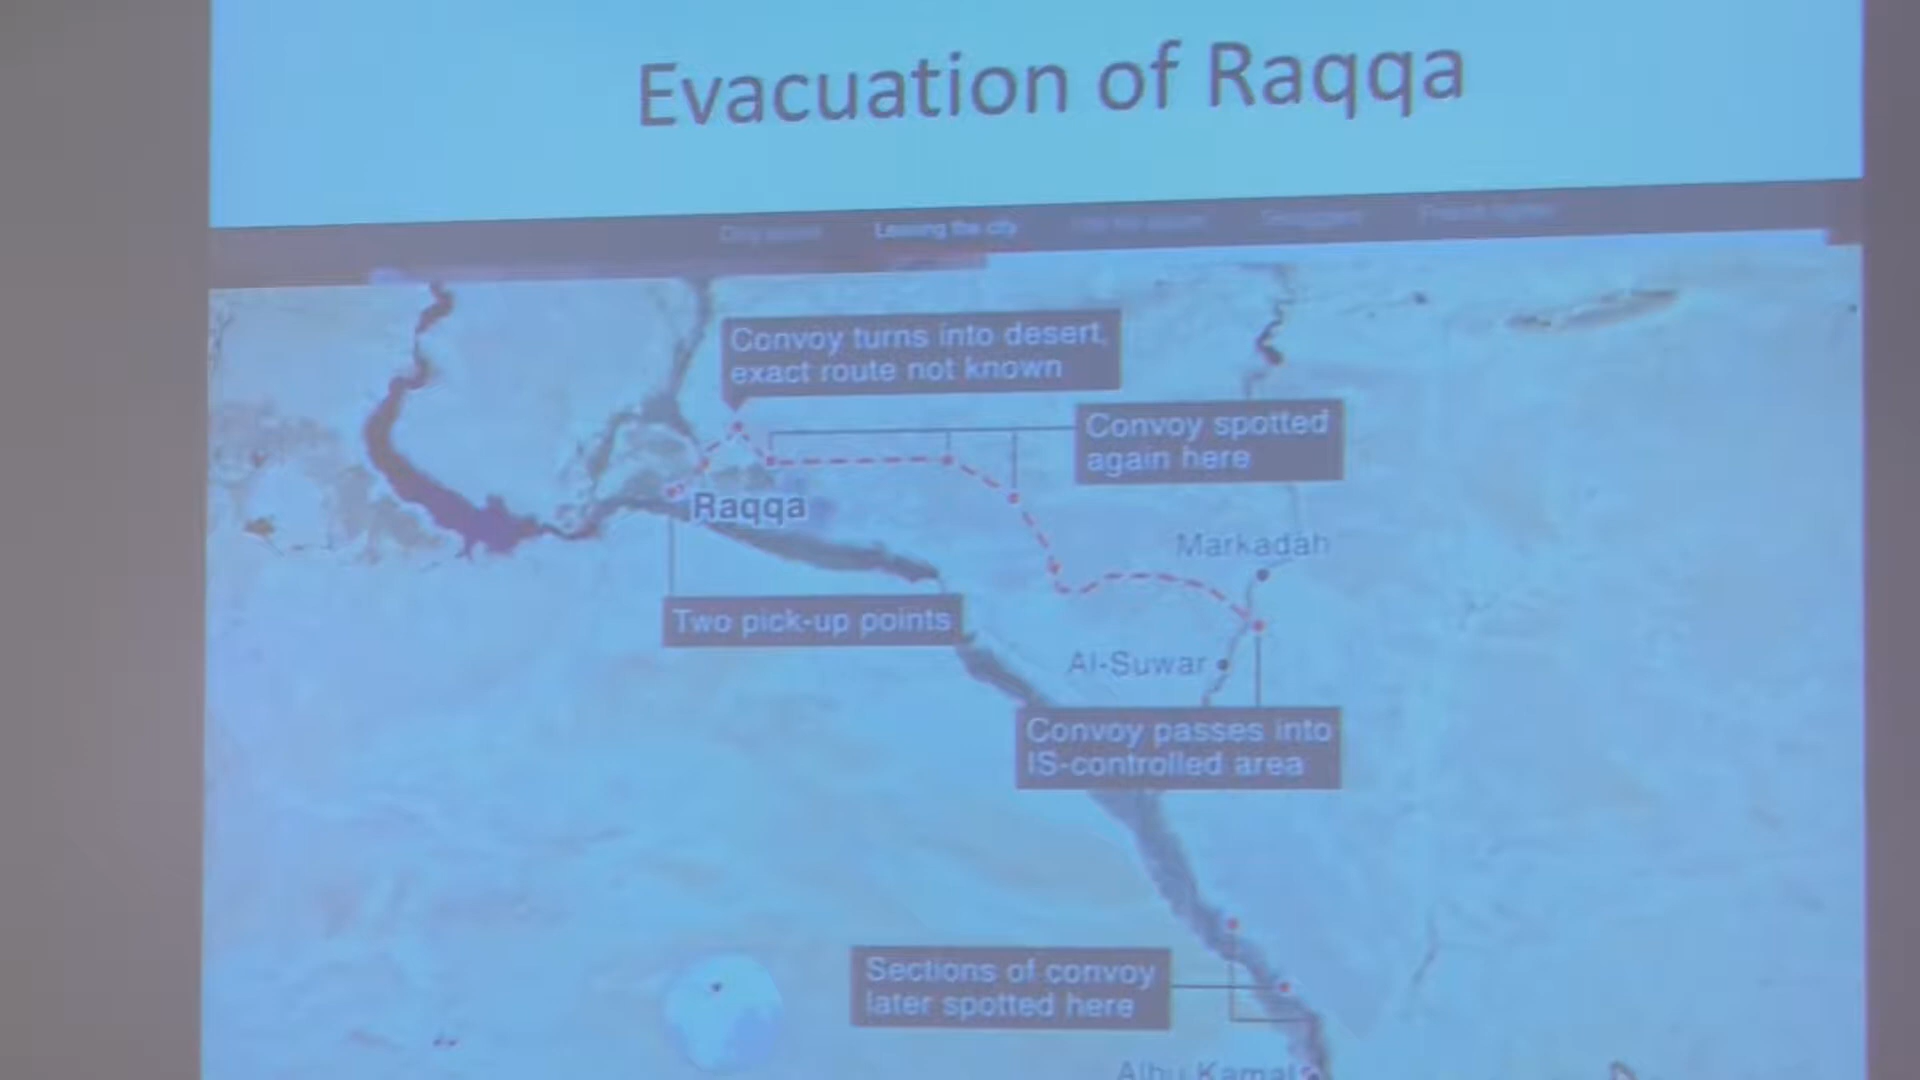 Evacuation of Raqqa
Leaving the city
Convoy turns into desert,
exact route not known
Convoy spotted
again here
Raqqa
Markadah
Two pick-up points
Al-Suwar
Convoy passes into
IS-controlled area
Sections of convoy
later spotted here
Albu Kamal